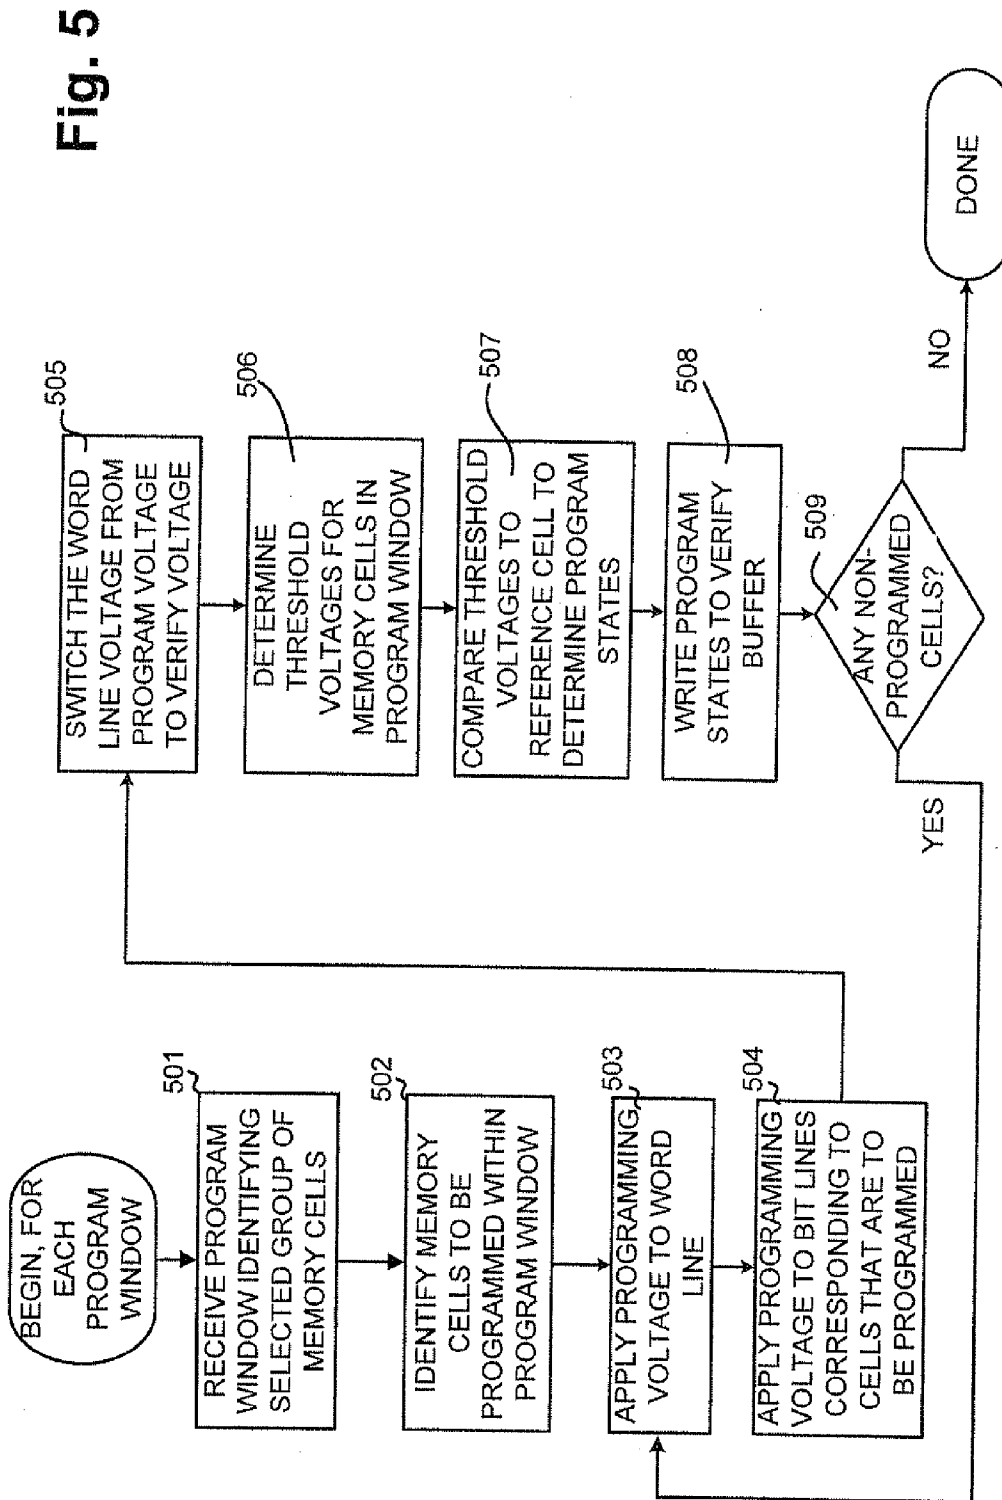 Fig. 5
BEGIN, FOR
EACH
PROGRAM
WINDOW
501
RECEIVE PROGRAM
WINDOW IDENTIFYING
SELECTED GROUP OF
MEMORY CELLS
502
IDENTIFY MEMORY
CELLS TO BE
PROGRAMMED WITHIN
PROGRAM WINDOW
503
APPLY PROGRAMMING
VOLTAGE TO WORD
LINE
504
APPLY PROGRAMMING
VOLTAGE TO BIT LINES
CORRESPONDING TO
CELLS THAT ARE TO
BE PROGRAMMED
505
SWITCH THE WORD
LINE VOLTAGE FROM
PROGRAM VOLTAGE
TO VERIFY VOLTAGE
506
DETERMINE
THRESHOLD
VOLTAGES FOR
MEMORY CELLS IN
PROGRAM WINDOW
507
COMPARE THRESHOLD
VOLTAGES TO
REFERENCE CELL TO
DETERMINE PROGRAM
STATES
508
WRITE PROGRAM
STATES TO VERIFY
BUFFER
509
ANY NON-
PROGRAMMED
CELLS?
YES
NO
DONE